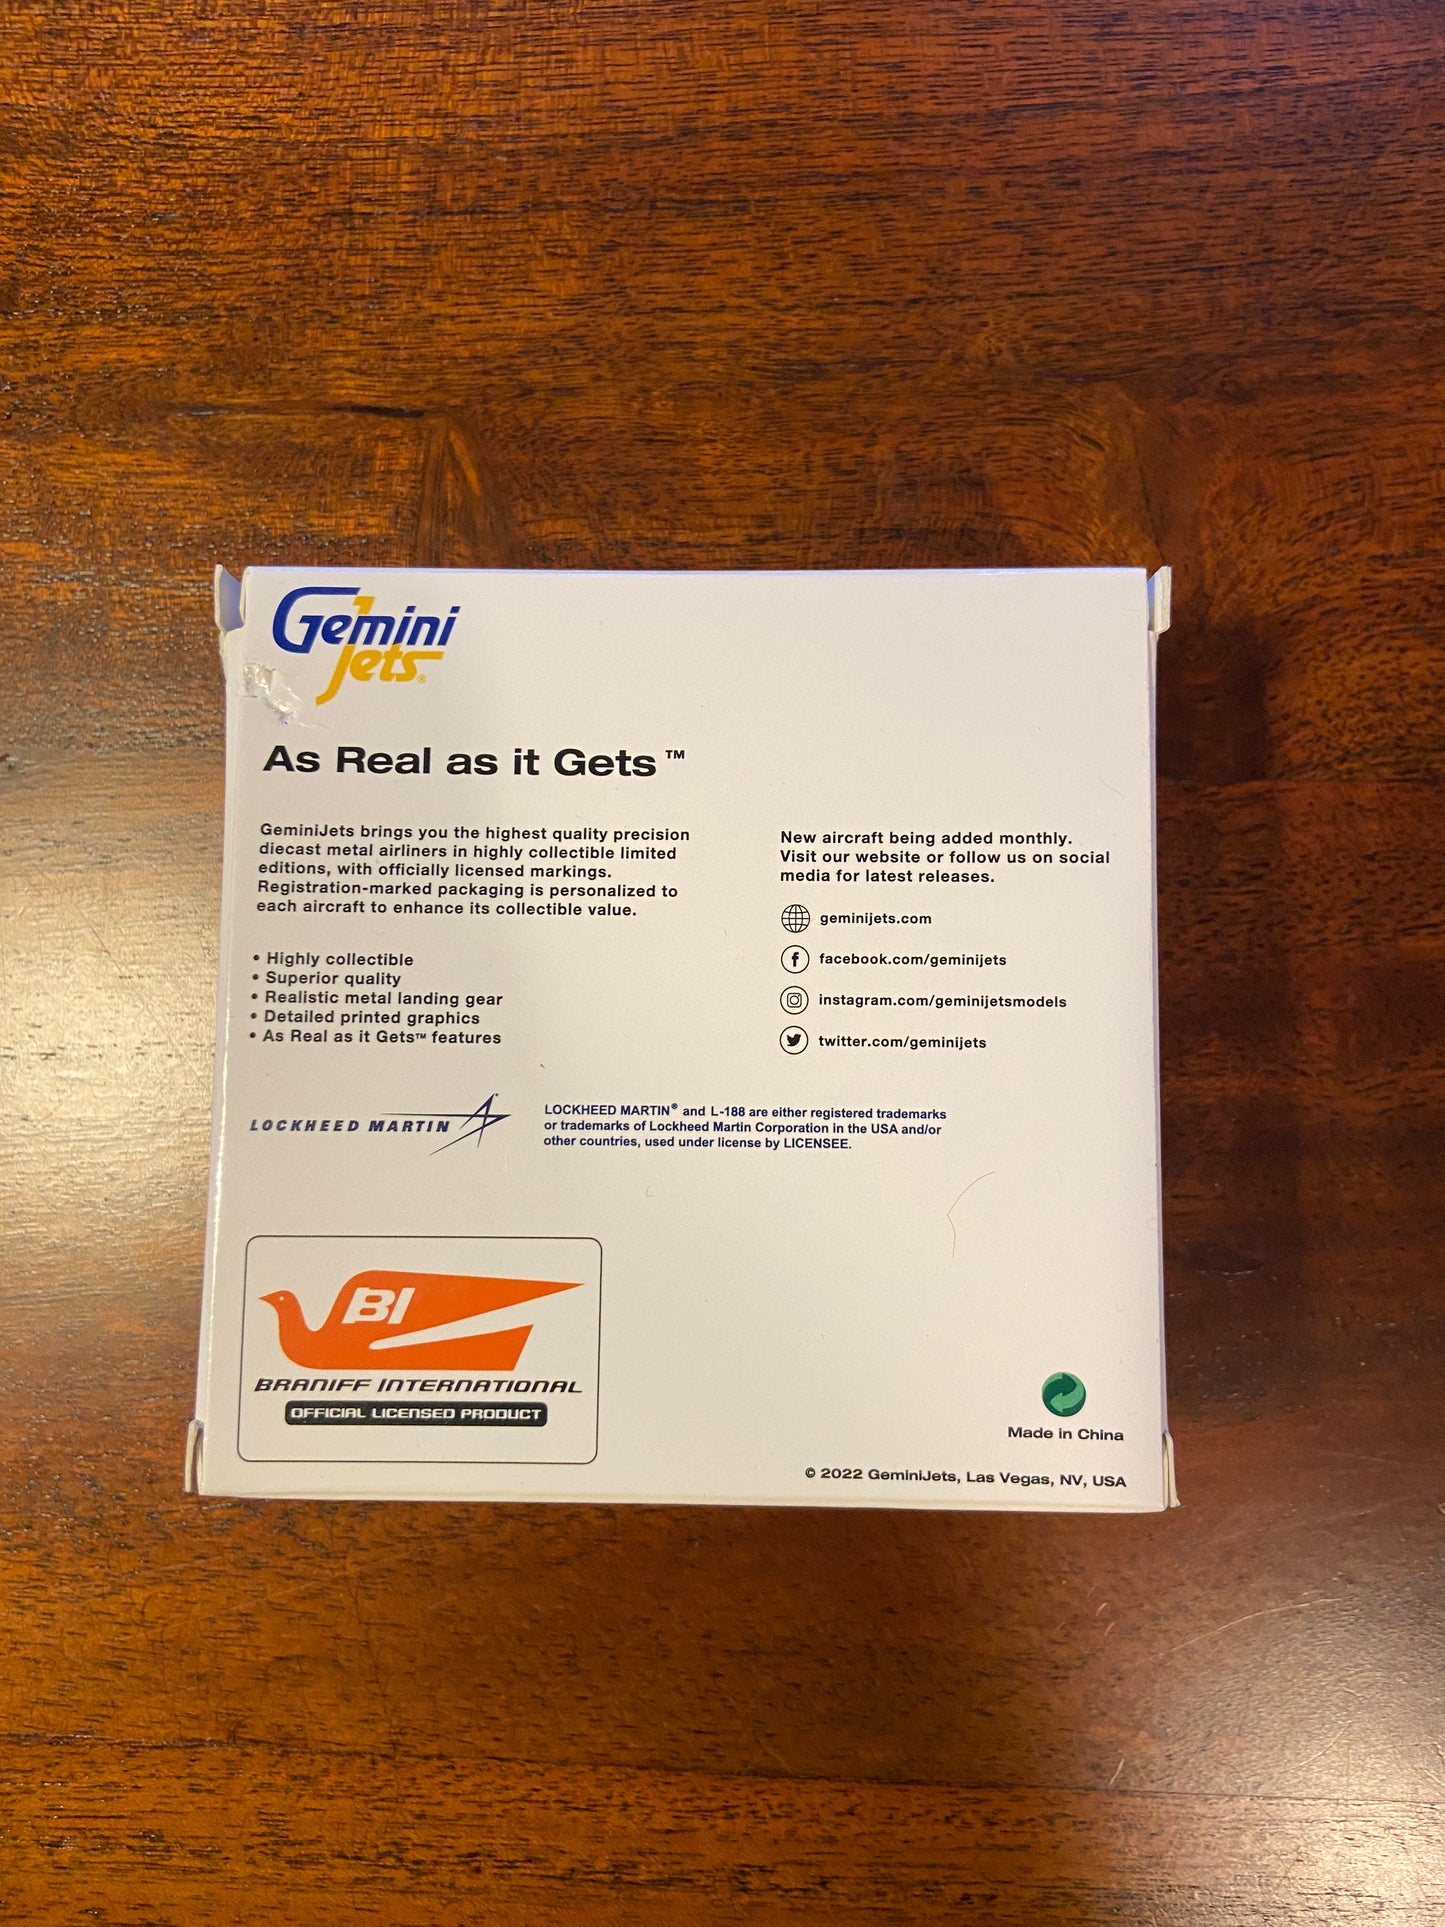 Gemini
Jets®
As Real as it Gets™
GeminiJets brings you the highest quality precision
diecast metal airliners in highly collectible limited
editions, with officially licensed markings.
Registration-marked packaging is personalized to
each aircraft to enhance its collectible value.
• Highly collectible
• Superior quality
• Realistic metal landing gear
• Detailed printed graphics
• As Real as it Gets™ features
New aircraft being added monthly.
Visit our website or follow us on social
media for latest releases.
geminijets.com
facebook.com/geminijets
instagram.com/geminijetsmodels
twitter.com/geminijets
LOCKHEED MARTIN
LOCKHEED MARTIN® and L-188 are either registered trademarks
or trademarks of Lockheed Martin Corporation in the USA and/or
other countries, used under license by LICENSEE.
BI
BRANIFF INTERNATIONAL
OFFICIAL LICENSED PRODUCT
Made in China
© 2022 GeminiJets, Las Vegas, NV, USA